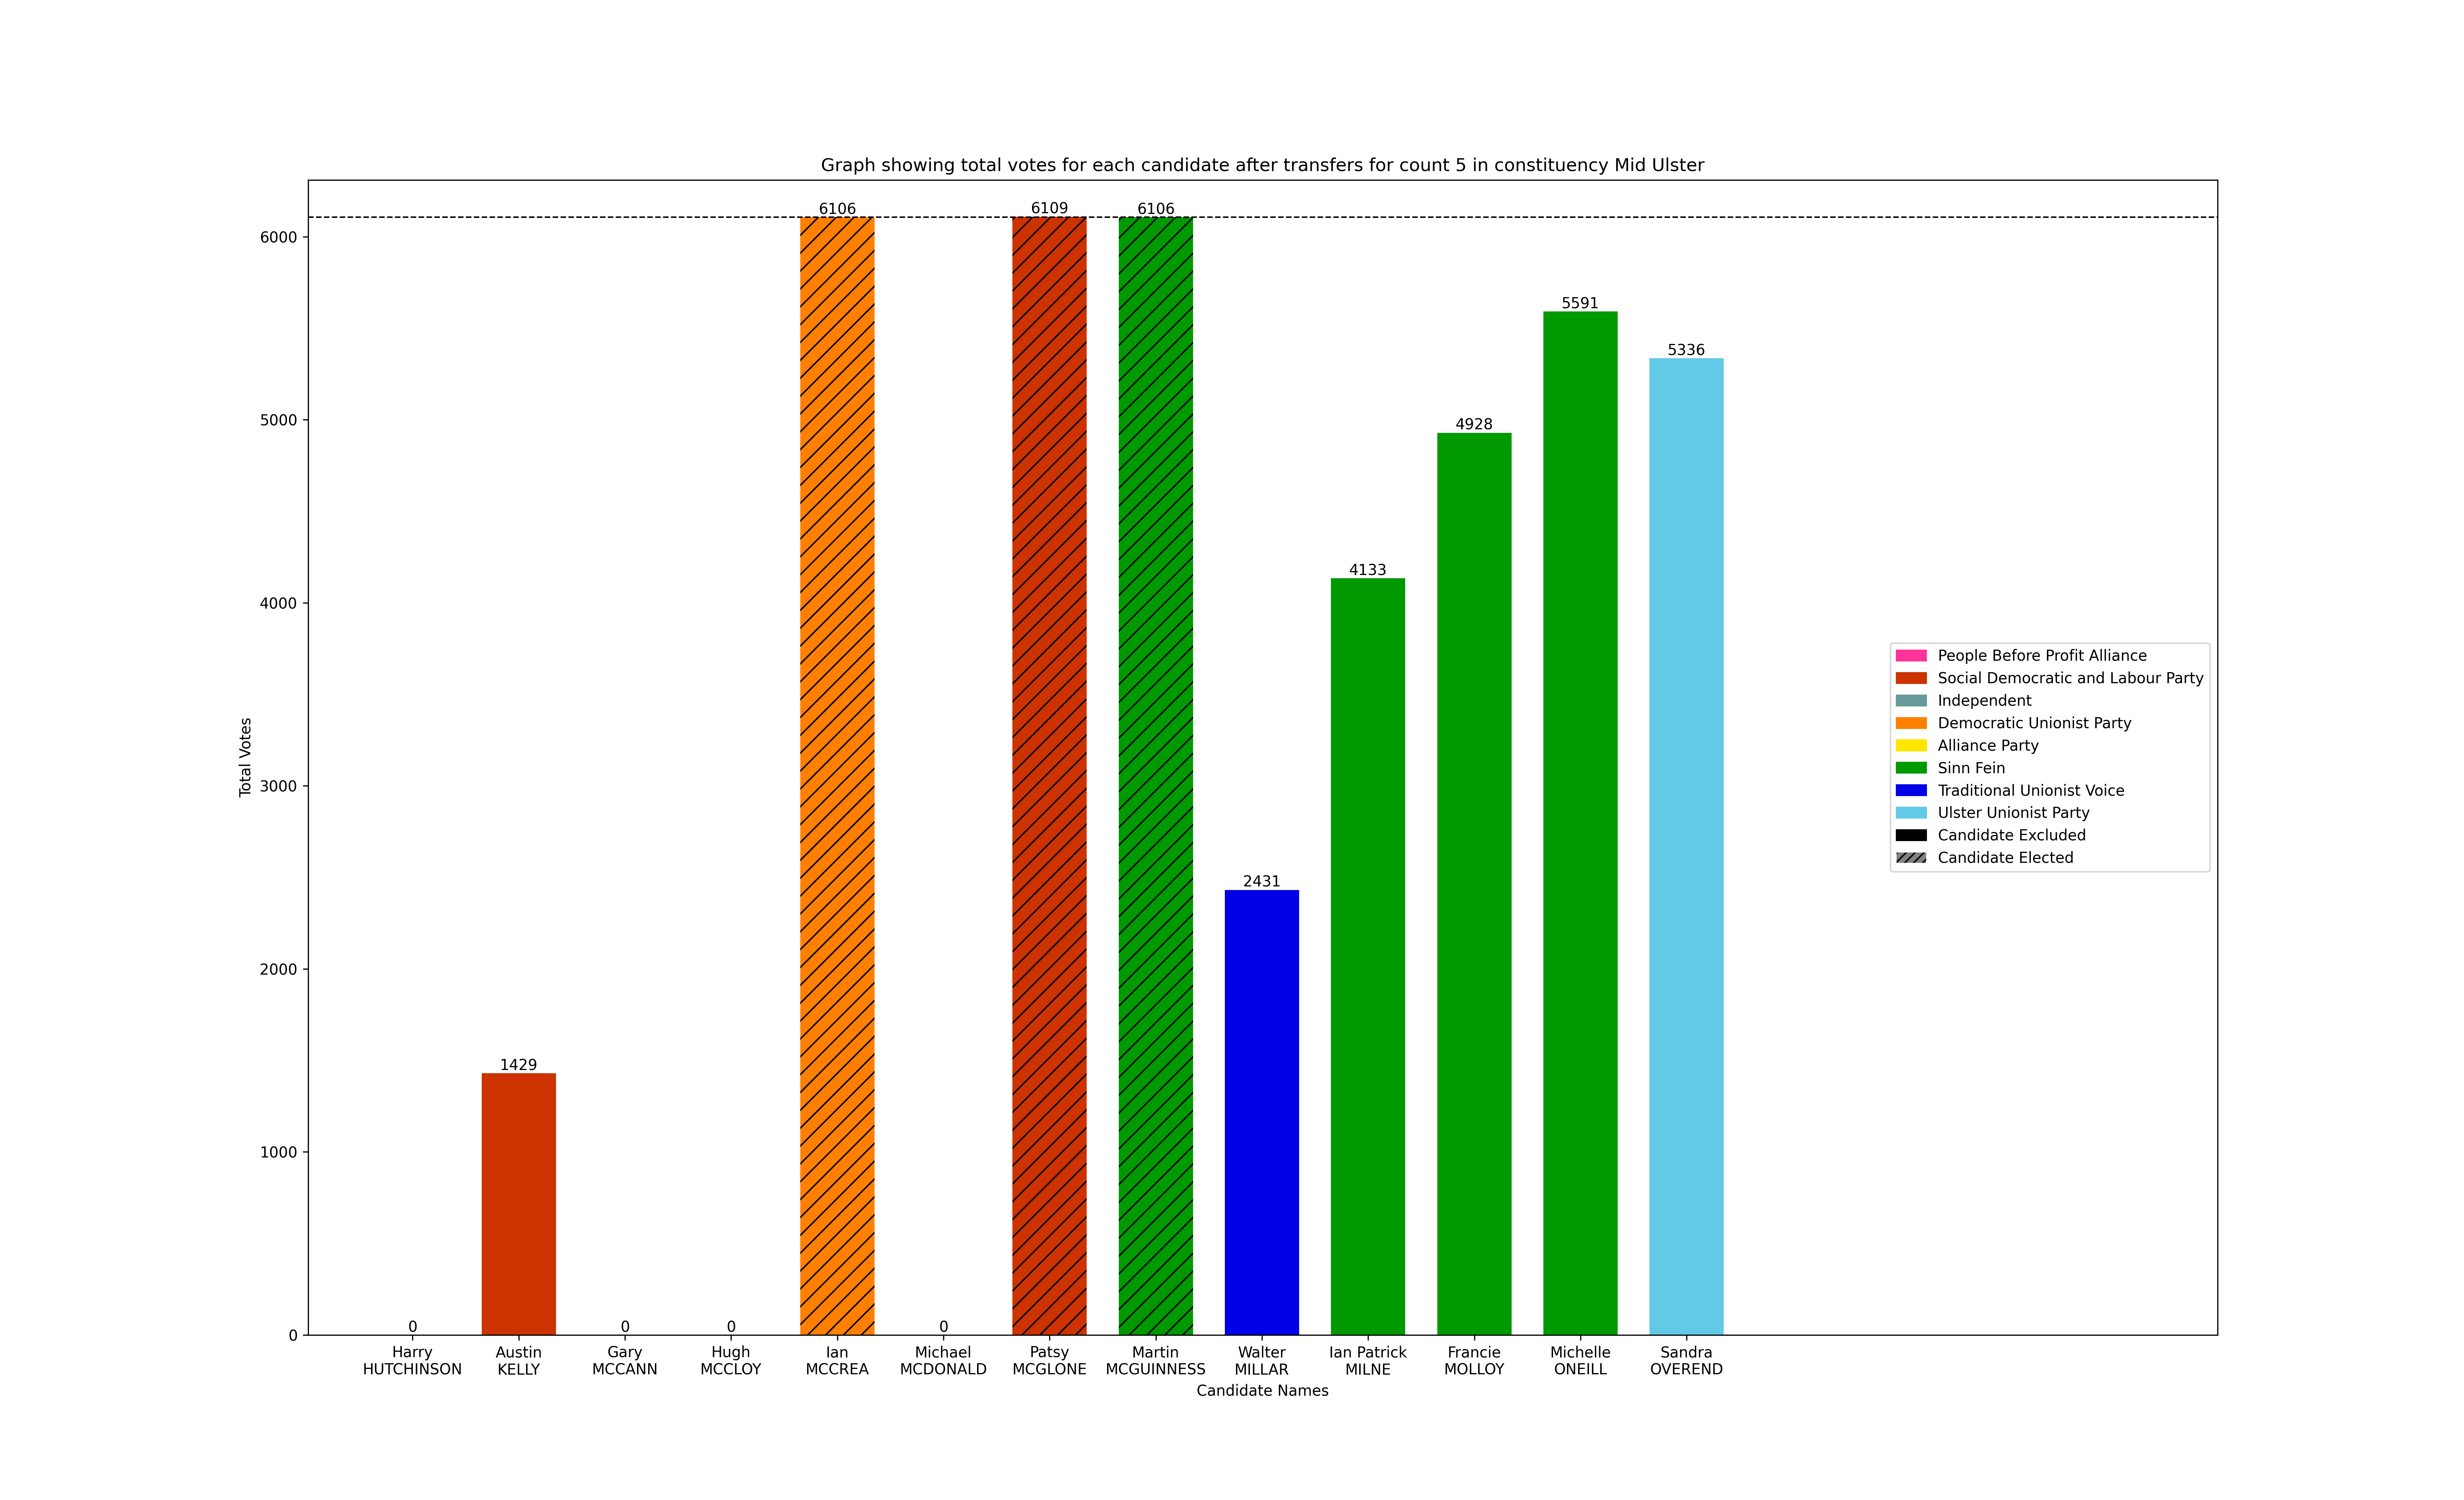 Graph showing total votes for each candidate after transfers for count 5 in constituency Mid Ulster
Total Votes
6000
5000
4000
3000
2000
1000
0
0
1429
0
0
6106
0
6109
6106
2431
4133
4928
5591
5336
Harry
HUTCHINSON
Austin
KELLY
Gary
MCCANN
Hugh
MCCLOY
Ian
MCCREA
Michael
MCDONALD
Patsy
MCGLONE
Martin
MCGUINNESS
Walter
MILLAR
Ian Patrick
MILNE
Francie
MOLLOY
Michelle
ONEILL
Sandra
OVEREND
Candidate Names
People Before Profit Alliance
Social Democratic and Labour Party
Independent
Democratic Unionist Party
Alliance Party
Sinn Fein
Traditional Unionist Voice
Ulster Unionist Party
Candidate Excluded
Candidate Elected